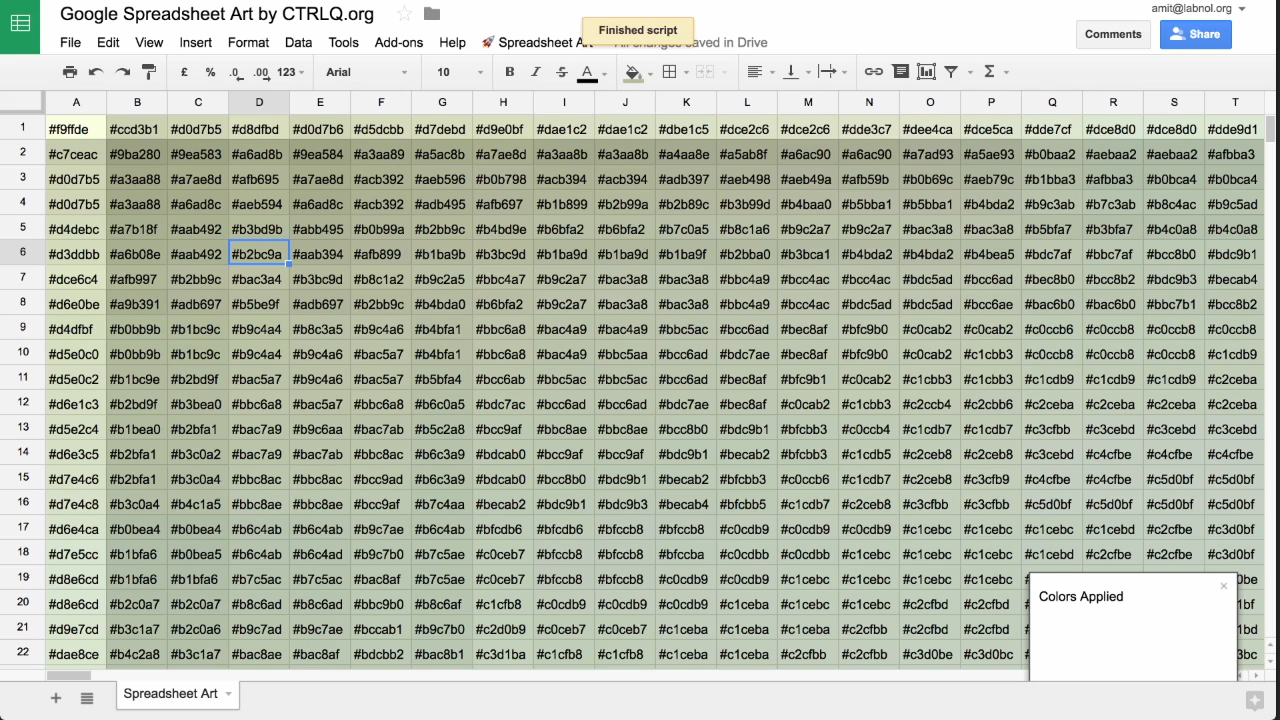 Google Spreadsheet Art by CTRLQ.org
amit@labnol.org
Finished script
File Edit View Insert Format Data Tools Add-ons Help Spreadsheet Art All changes saved in Drive
Comments Share
£ % .0 .00 123 Arial 10 B I S A Σ
A B C D E F G H I J K L M N O P Q R S T
1 #f9ffde #ccd3b1 #d0d7b5 #d8dfbd #d0d7b6 #d5dcbb #d7debd #d9e0bf #dae1c2 #dae1c2 #dbe1c5 #dce2c6 #dce2c6 #dde3c7 #dee4ca #dce5ca #dde7cf #dce8d0 #dce8d0 #dde9d1
2 #c7ceac #9ba280 #9ea583 #a6ad8b #9ea584 #a3aa89 #a5ac8b #a7ae8d #a3aa8b #a3aa8b #a4aa8e #a5ab8f #a6ac90 #a6ac90 #a7ad93 #a5ae93 #b0baa2 #aebaa2 #aebaa2 #afbba3
3 #d0d7b5 #a3aa88 #a7ae8d #afb695 #a7ae8d #acb392 #aeb596 #b0b798 #acb394 #acb394 #adb397 #aeb498 #aeb49a #afb59b #b0b69c #aeb79c #b1bba3 #afbba3 #b0bca4 #b0bca4
4 #d0d7b5 #a3aa88 #a6ad8c #aeb594 #a6ad8c #acb392 #adb495 #afb697 #b1b899 #b2b99a #b2b89c #b3b99d #b4baa0 #b5bba1 #b5bba1 #b4bda2 #b9c3ab #b7c3ab #b8c4ac #b9c5ad
5 #d4debc #a7b18f #aab492 #b3bd9b #abb495 #b0b99a #b2bb9c #b4bd9e #b6bfa2 #b6bfa2 #b7c0a5 #b8c1a6 #b9c2a7 #b9c2a7 #bac3a8 #bac3a8 #b5bfa7 #b3bfa7 #b4c0a8 #b4c0a8
6 #d3ddbb #a6b08e #aab492 #b2bc9a #aab394 #afb899 #b1ba9b #b3bc9d #b1ba9d #b1ba9d #b1ba9f #b2bba0 #b3bca1 #b4bda2 #b4bda2 #b4bea5 #bdc7af #bbc7af #bcc8b0 #bdc9b1
7 #dce6c4 #afb997 #b2bb9c #bac3a4 #b3bc9d #b8c1a2 #b9c2a5 #bbc4a7 #b9c2a7 #bac3a8 #bac3a8 #bbc4a9 #bcc4ac #bcc4ac #bdc5ad #bcc6ad #bec8b0 #bcc8b2 #bdc9b3 #becab4
8 #d6e0be #a9b391 #adb697 #b5be9f #adb697 #b2bb9c #b4bda0 #b6bfa2 #b9c2a7 #bac3a8 #bac3a8 #bbc4a9 #bcc4ac #bdc5ad #bdc5ad #bcc6ae #bac6b0 #bac6b0 #bbc7b1 #bcc8b2
9 #d4dfbf #b0bb9b #b1bc9c #b9c4a4 #b8c3a5 #b9c4a6 #b4bfa1 #bbc6a8 #bac4a9 #bac4a9 #bbc5ac #bcc6ad #bec8af #bfc9b0 #c0cab2 #c0cab2 #c0ccb6 #c0ccb8 #c0ccb8 #c0ccb8
10 #d5e0c0 #b0bb9b #b1bc9c #b9c4a4 #b9c4a6 #bac5a7 #b4bfa1 #bbc6a8 #bac4a9 #bbc5aa #bcc6ad #bdc7ae #bec8af #bfc9b0 #c0cab2 #c1cbb3 #c0ccb8 #c0ccb8 #c0ccb8 #c1cdb9
11 #d5e0c2 #b1bc9e #b2bd9f #bac5a7 #b9c4a6 #bac5a7 #b5bfa4 #bcc6ab #bbc5ac #bbc5ac #bcc6ad #bec8af #bfc9b1 #c0cab2 #c1cbb3 #c1cbb3 #c1cdb9 #c1cdb9 #c1cdb9 #c2ceba
12 #d6e1c3 #b2bd9f #b3bea0 #bbc6a8 #bac5a7 #bbc6a8 #b6c0a5 #bdc7ac #bcc6ad #bcc6ad #bdc7ae #bec8af #c0cab2 #c1cbb3 #c2ccb4 #c2cbb6 #c2ceba #c2ceba #c2ceba #c2ceba
13 #d5e2c4 #b1bea0 #b2bfa1 #bac7a9 #b9c6aa #bac7ab #b5c2a8 #bcc9af #bbc8ae #bbc8ae #bcc8b0 #bdc9b1 #bfcbb3 #c0ccb4 #c1cdb7 #c1cdb7 #c3cfbb #c3cebd #c3cebd #c3cebd
14 #d6e3c5 #b2bfa1 #b3c0a2 #bac7a9 #bac7ab #bbc8ac #b6c3a9 #bdcab0 #bcc9af #bcc9af #bdc9b1 #becab2 #bfcbb3 #c1cdb5 #c2ceb8 #c2ceb8 #c3cebd #c4cfbe #c4cfbe #c4cfbe
15 #d7e4c6 #b2bfa1 #b3c0a4 #bbc8ac #bbc8ac #bcc9ad #b6c3a9 #bdcab0 #bcc8b0 #bdc9b1 #becab2 #bfcbb3 #c0ccb6 #c1cdb7 #c2ceb8 #c3cfb9 #c4cfbe #c4cfbe #c5d0bf #c5d0bf
16 #d7e4c8 #b3c0a4 #b4c1a5 #bbc8ae #bbc8ae #bcc9af #b7c4aa #becab2 #bdc9b1 #bdc9b3 #becab4 #bfcbb5 #c1cdb7 #c2ceb8 #c3cfbb #c3cfbb #c5d0bf #c5d0bf #c5d0bf #c5d0bf
17 #d6e4ca #b0bea4 #b0bea4 #b6c4ab #b6c4ab #b9c7ae #b6c4ab #bfcdb6 #bfcdb6 #bfccb8 #bfccb8 #c0cdb9 #c0cdb9 #c0cdb9 #c1cebc #c1cebc #c1cebc #c1cebd #c2cfbe #c3d0bf
18 #d7e5cc #b1bfa6 #b0bea5 #b6c4ab #b6c4ad #b9c7b0 #b7c5ae #c0ceb7 #bfccb8 #bfccb8 #bfccba #c0cdbb #c0cdbb #c1cebc #c1cebc #c1cebc #c1cebd #c2cfbe #c2cfbe #c3d0bf
19 #d8e6cd #b1bfa6 #b1bfa6 #b7c5ac #b7c5ac #bac8af #b7c5ae #c0ceb7 #bfccb8 #bfccb8 #c0cdb9 #c0cdb9 #c1cebc #c1cebc #c1cebc #c1cebc 0be
20 #d8e6cd #b2c0a7 #b2c0a7 #b8c6ad #b8c6ad #bbc9b0 #b8c6af #c1cfb8 #c0cdb9 #c0cdb9 #c1ceba #c1cebc #c1cebc #c2cfbd #c2cfbd #c2cfbd 1bf
21 #d9e7cd #b3c1a7 #b2c0a6 #b9c7ad #b9c7ae #bccab1 #b9c7b0 #c2d0b9 #c0ceb7 #c0ceb7 #c1ceba #c1ceba #c1ceba #c2cfbb #c2cfbd #c2cfbd 1bd
22 #dae8ce #b4c2a8 #b3c1a7 #bac8ae #bac8af #bdcbb2 #bac8b1 #c3d1ba #c1cfb8 #c1cfb8 #c1ceba #c1ceba #c2cfbb #c2cfbb #c3d0be #c3d0bc 3bc
Colors Applied
Spreadsheet Art